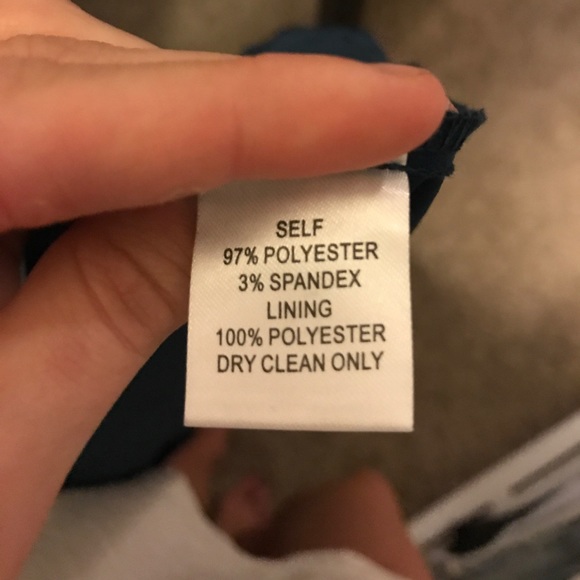 SELF
97% POLYESTER
3% SPANDEX
LINING
100% POLYESTER
DRY CLEAN ONLY